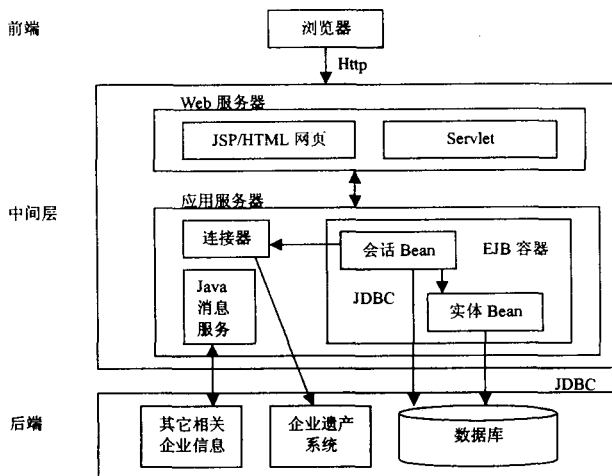 前端
浏览器
Http
Web 服务器
JSP/HTML 网页
Servlet
中间层
应用服务器
连接器
会话 Bean
EJB 容器
Java
消息
服务
JDBC
实体 Bean
JDBC
后端
其它相关
企业信息
企业遗产
系统
数据库